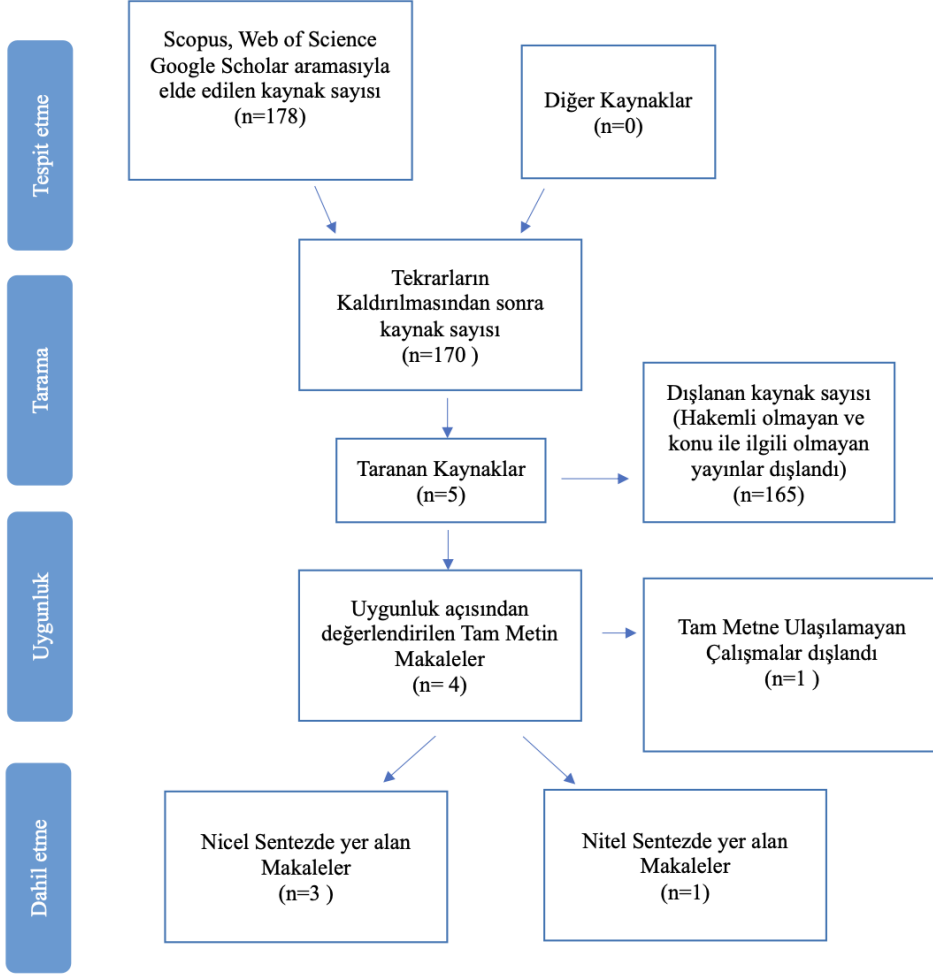 Tespit etme
Scopus, Web of Science
Google Scholar aramasıyla
elde edilen kaynak sayısı
(n=178)
Diğer Kaynaklar
(n=0)
Tarama
Tekrarların
Kaldırılmasından sonra
kaynak sayısı
(n=170 )
Taranan Kaynaklar
(n=5)
Dışlanan kaynak sayısı
(Hakemli olmayan ve
konu ile ilgili olmayan
yayınlar dışlandı)
(n=165)
Uygunluk
Uygunluk açısından
değerlendirilen Tam Metin
Makaleler
(n= 4)
Tam Metne Ulaşılamayan
Çalışmalar dışlandı
(n=1 )
Dahil etme
Nicel Sentezde yer alan
Makaleler
(n=3 )
Nitel Sentezde yer alan
Makaleler
(n=1)